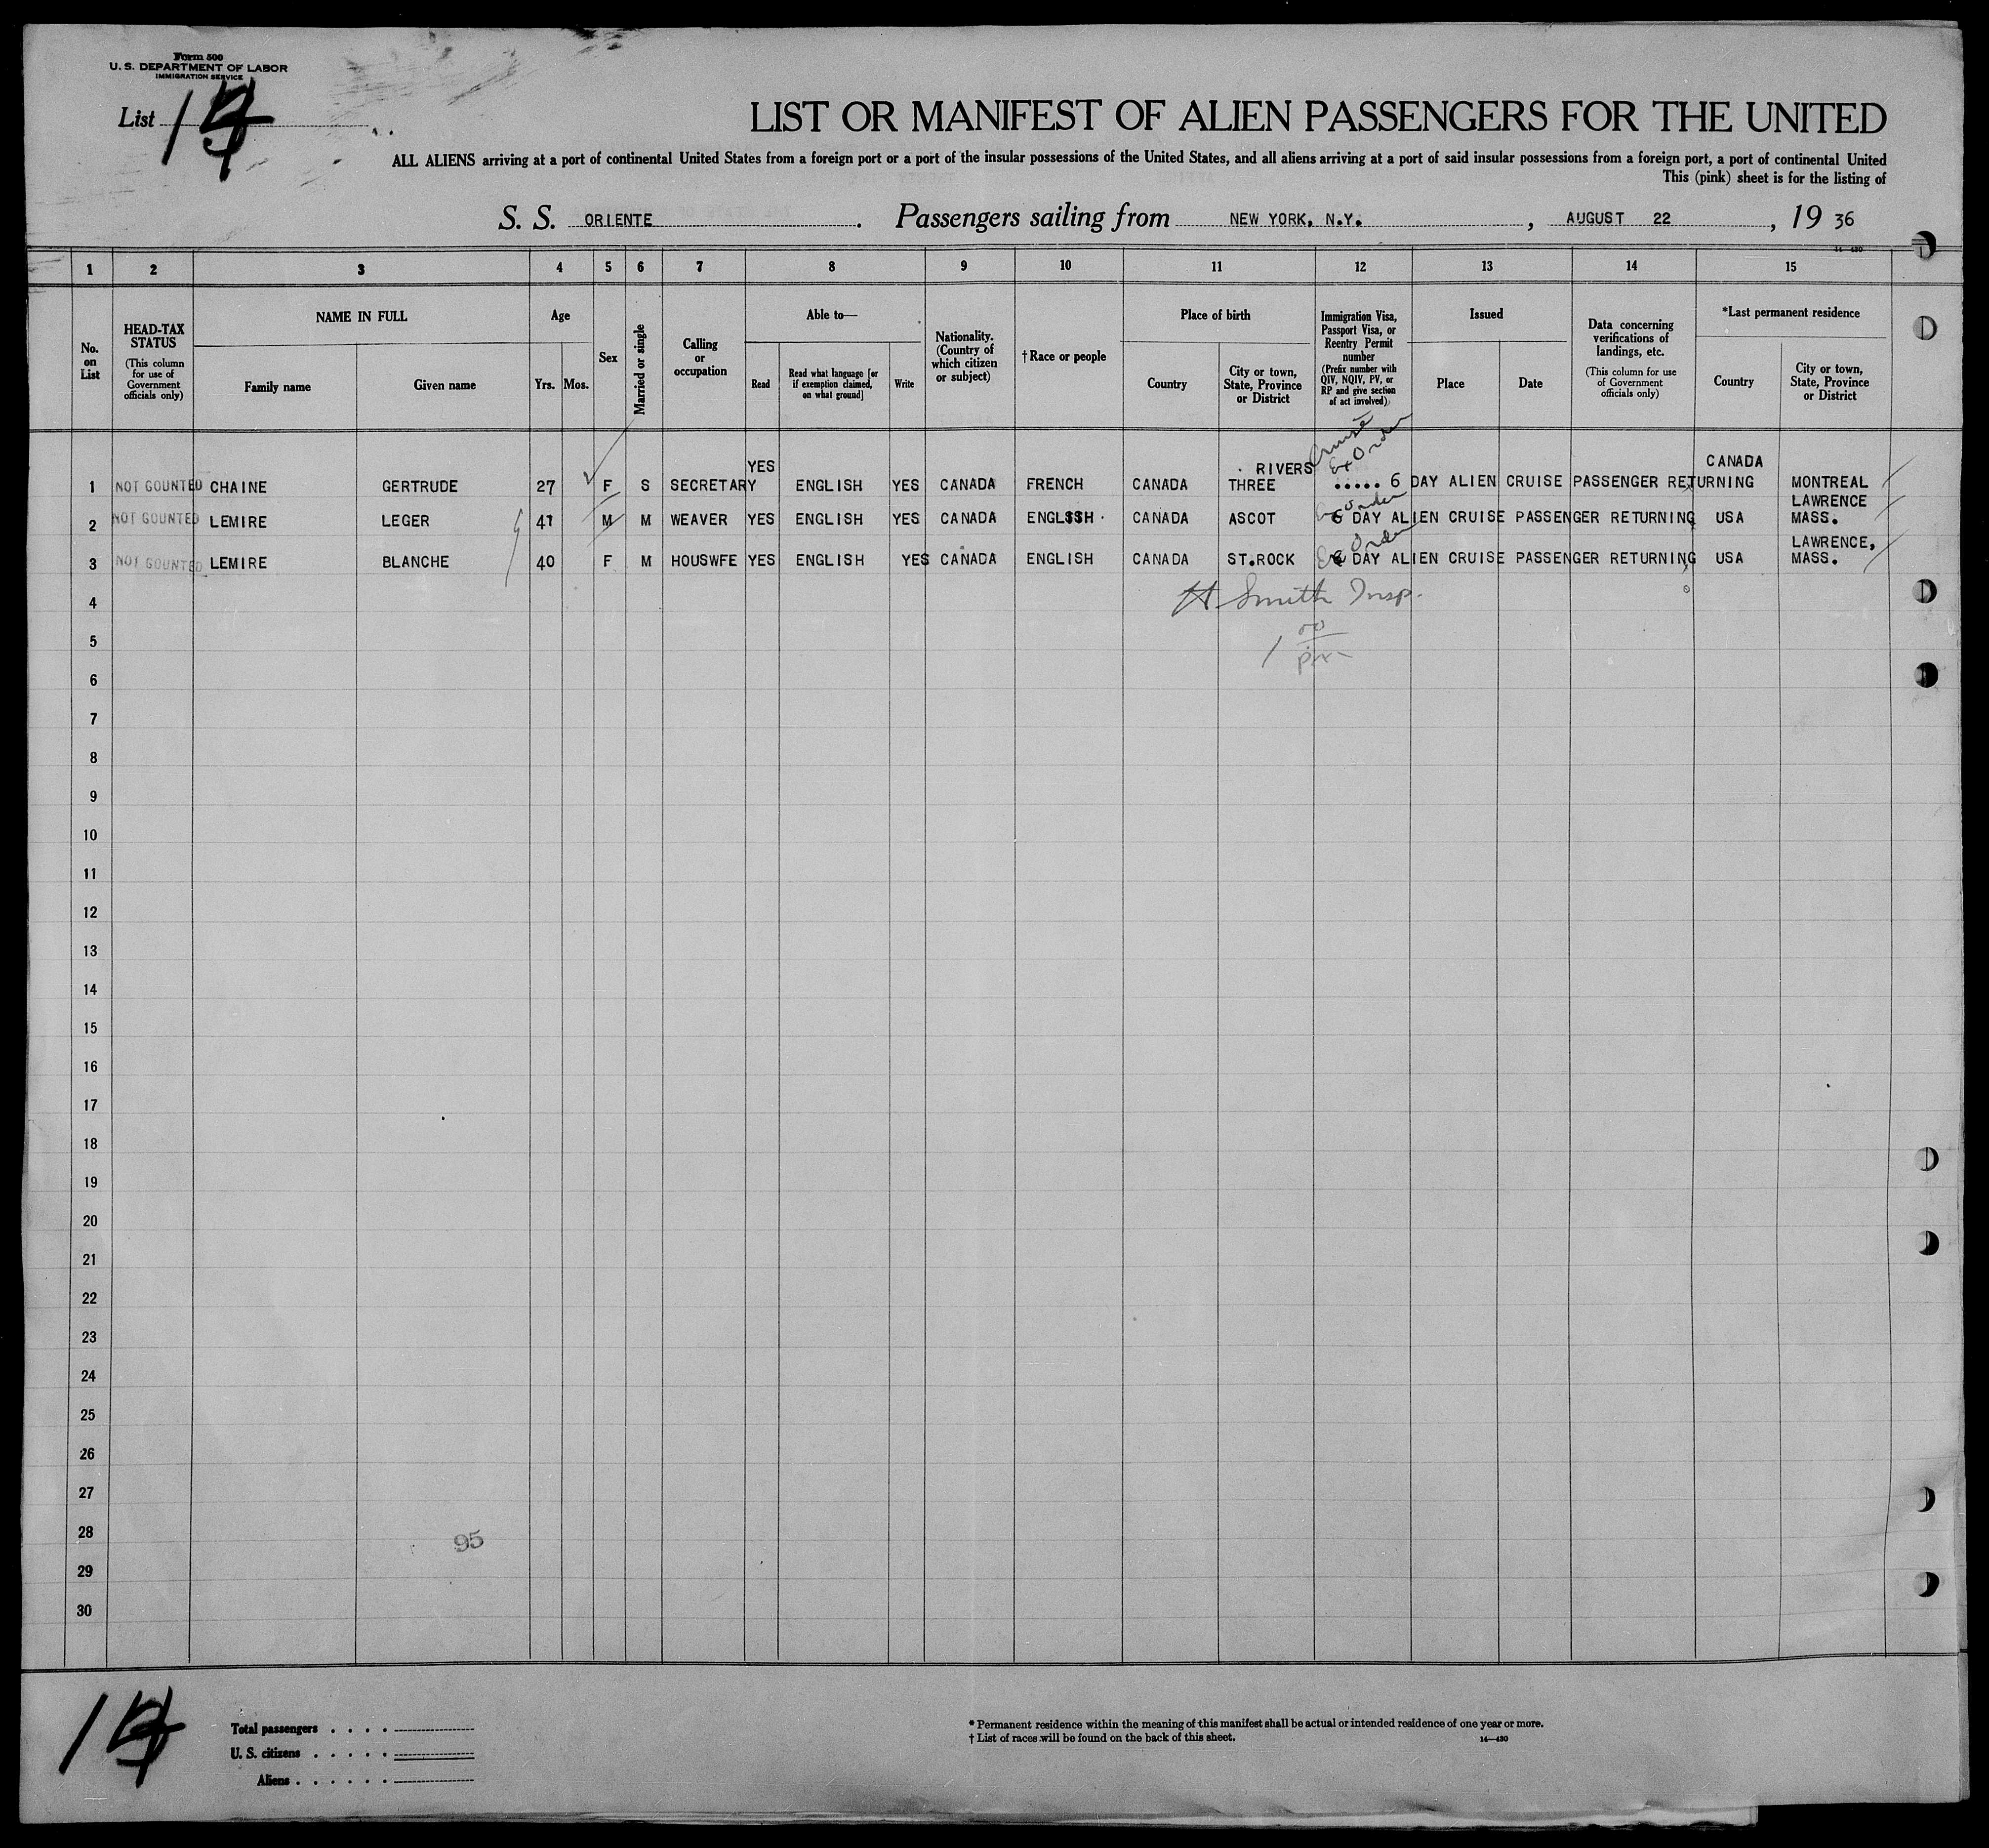 Form 500
U. S. DEPARTMENT OF LABOR
IMMIGRATION SERVICE
List 14
LIST OR MANIFEST OF ALIEN PASSENGERS FOR THE UNITED
ALL ALIENS arriving at a port of continental United States from a foreign port or a port of the insular possessions of the United States, and all aliens arriving at a port of said insular possessions from a foreign port, a port of continental United
This (pink) sheet is for the listing of
S. S. ORIENTE. Passengers sailing from NEW YORK, N.Y., AUGUST 22, 19 36
14-430
1 2 3 4 5 6 7 8 9 10 11 12 13 14 15
No. on List
HEAD-TAX STATUS
(This column for use of Government officials only)
NAME IN FULL
Family name Given name
Age
Yrs. Mos.
Sex
Married or single
Calling or occupation
Able to—
Read
Read what language [or if exemption claimed, on what ground]
Write
Nationality. (Country of which citizen or subject)
†Race or people
Place of birth
Country
City or town, State, Province or District
Immigration Visa, Passport Visa, or Reentry Permit number
(Prefix number with QIV, NQIV, PV, or RP and give section of act involved)
Issued
Place Date
Data concerning verifications of landings, etc.
(This column for use of Government officials only)
*Last permanent residence
Country
City or town, State, Province or District
Cruise
Ex Order
YES RIVERS CANADA
1 NOT COUNTED CHAINE GERTRUDE 27 F S SECRETARY ENGLISH YES CANADA FRENCH CANADA THREE ..... 6 DAY ALIEN CRUISE PASSENGER RETURNING MONTREAL
Ex Order LAWRENCE
2 NOT COUNTED LEMIRE LEGER 41 M M WEAVER YES ENGLISH YES CANADA ENGL$$H CANADA ASCOT 6 DAY ALIEN CRUISE PASSENGER RETURNING USA MASS.
Ex Order LAWRENCE,
3 NOT COUNTED LEMIRE BLANCHE 40 F M HOUSWFE YES ENGLISH YES CANADA ENGLISH CANADA ST.ROCK 6 DAY ALIEN CRUISE PASSENGER RETURNING USA MASS.
4 H Smith Insp.
5
6
7
8
9
10
11
12
13
14
15
16
17
18
19
20
21
22
23
24
25
26
27
28 95
29
30
14
Total passengers . . . .
U. S. citizens . . . . .
Aliens . . . . . .
* Permanent residence within the meaning of this manifest shall be actual or intended residence of one year or more.
† List of races will be found on the back of this sheet. 14—430